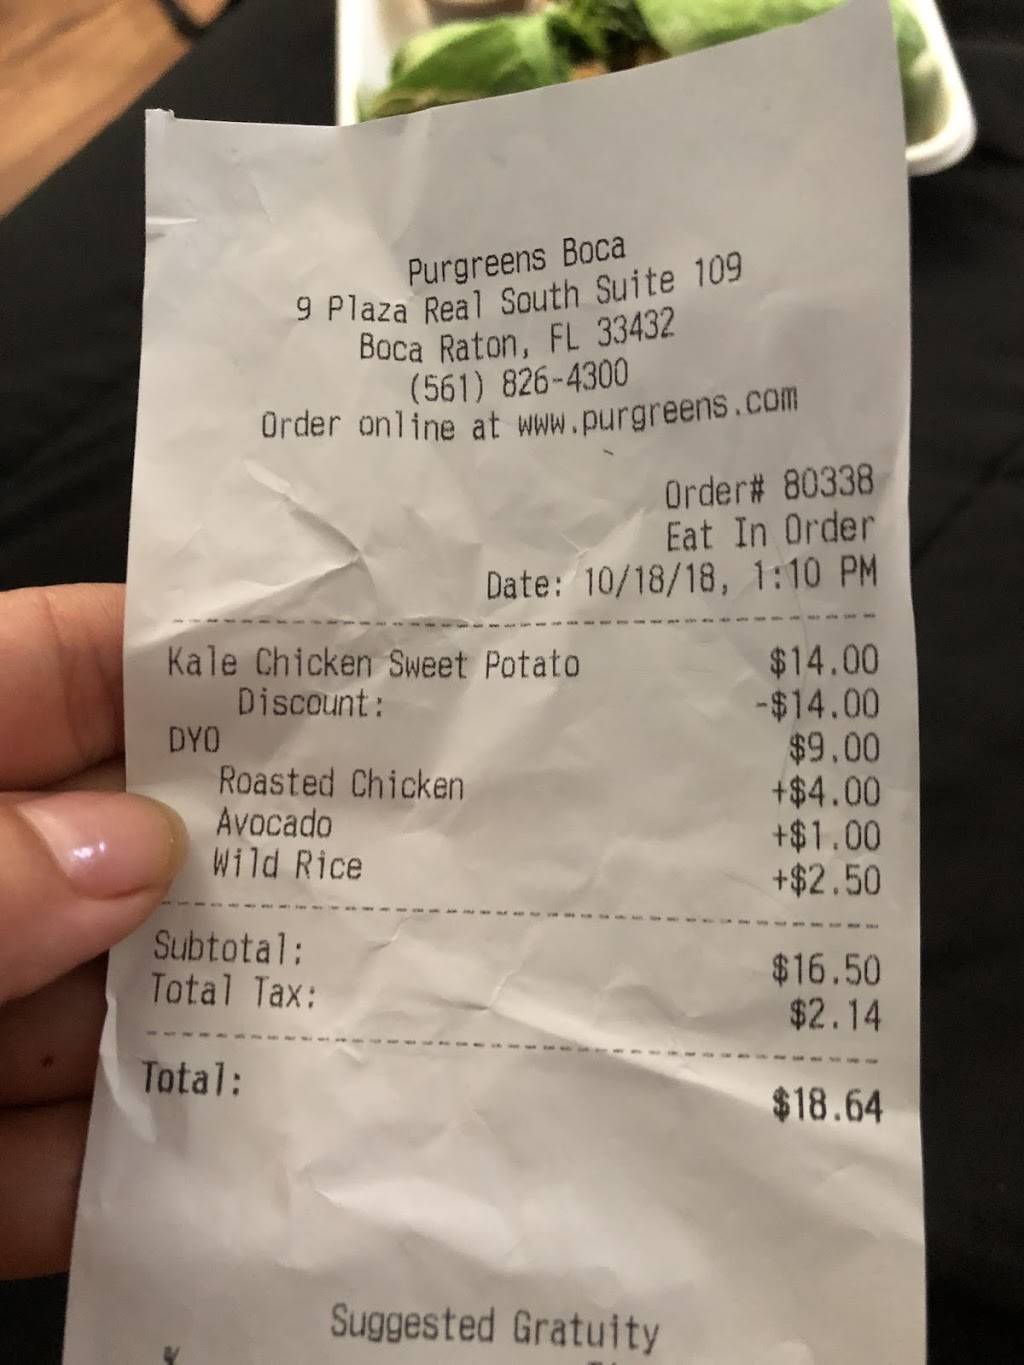 Purgreens Boca
9 Plaza Real South Suite 109
Boca Raton, FL 33432
(561) 826-4300
Order online at www.purgreens.com
Order# 80338
Eat In Order
Date: 10/18/18, 1:10 PM
Kale Chicken Sweet Potato $14.00
Discount: -$14.00
DYO $9.00
Roasted Chicken +$4.00
Avocado +$1.00
Wild Rice +$2.50
Subtotal: $16.50
Total Tax: $2.14
Total: $18.64
Suggested Gratuity